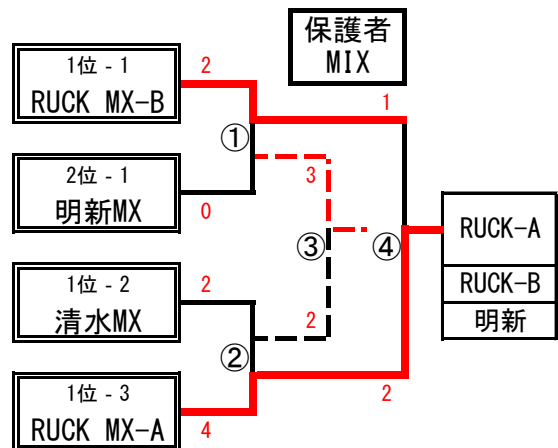 保護者
MIX
1位 - 1
RUCK MX-B
2
1
①
2位 - 1
明新MX
0
3
③
④
RUCK-A
RUCK-B
明新
1位 - 2
清水MX
2
2
②
1位 - 3
RUCK MX-A
4
2